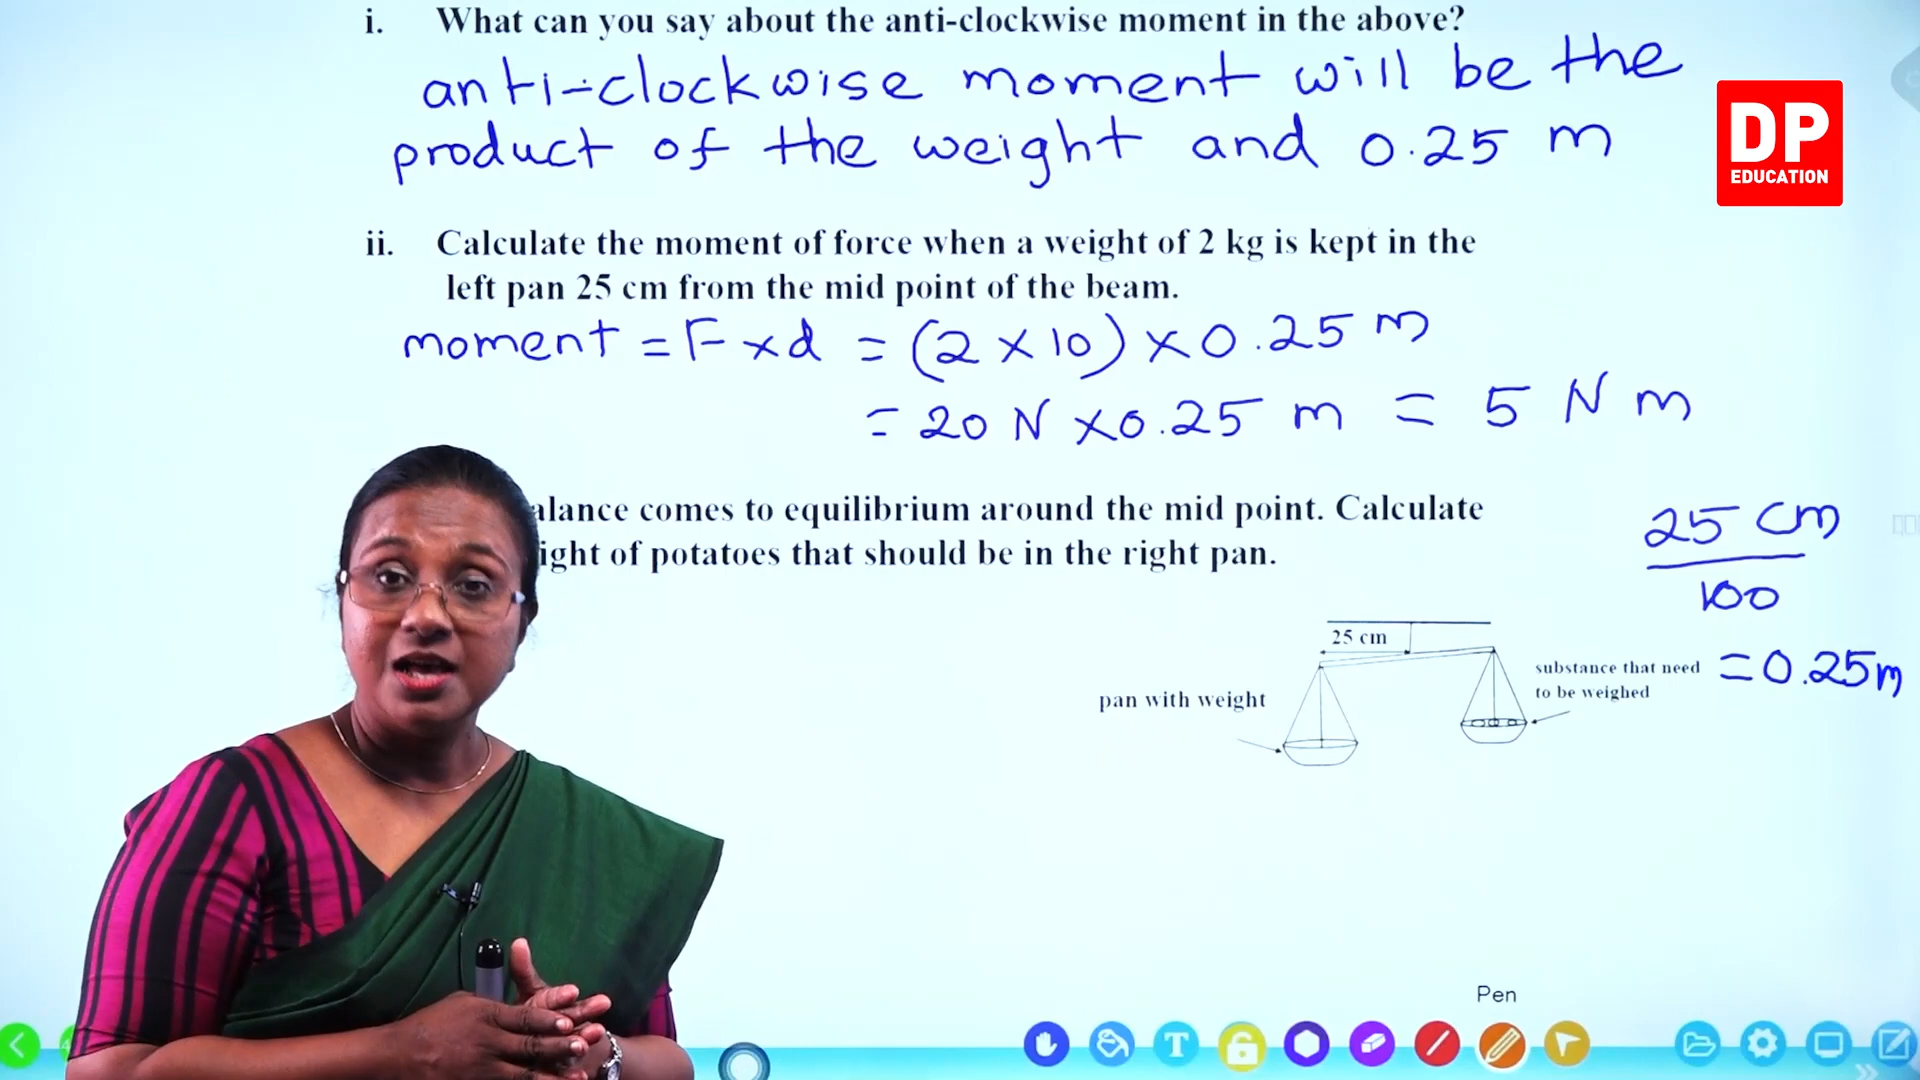 i. What can you say about the anti-clockwise moment in the above?
anti-clockwise moment will be the
product of the weight and 0.25 m
DP
EDUCATION
ii. Calculate the moment of force when a weight of 2 kg is kept in the
left pan 25 cm from the mid point of the beam.
moment = F x d = (2 x 10) x 0.25 m
= 20 N x 0.25 m = 5 N m
alance comes to equilibrium around the mid point. Calculate
ight of potatoes that should be in the right pan.
25 cm
100
= 0.25 m
25 cm
substance that need
to be weighed
pan with weight
Pen
T